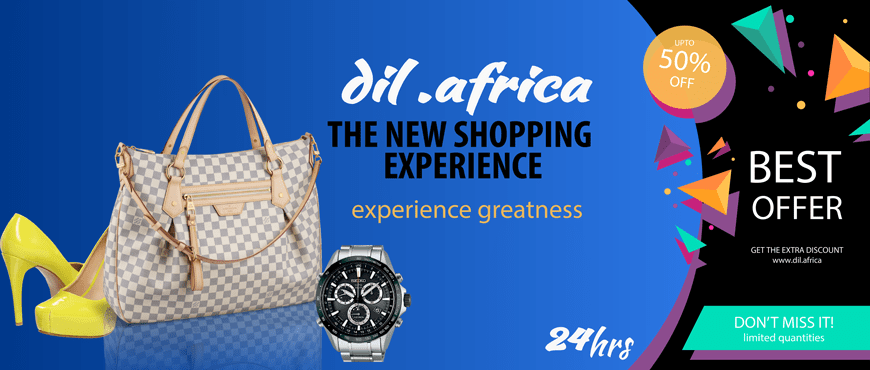 dil .africa
THE NEW SHOPPING
EXPERIENCE
experience greatness
SEIKO
24hrs
UPTO
50%
OFF
BEST
OFFER
GET THE EXTRA DISCOUNT
www.dil.africa
DON'T MISS IT!
limited quantities